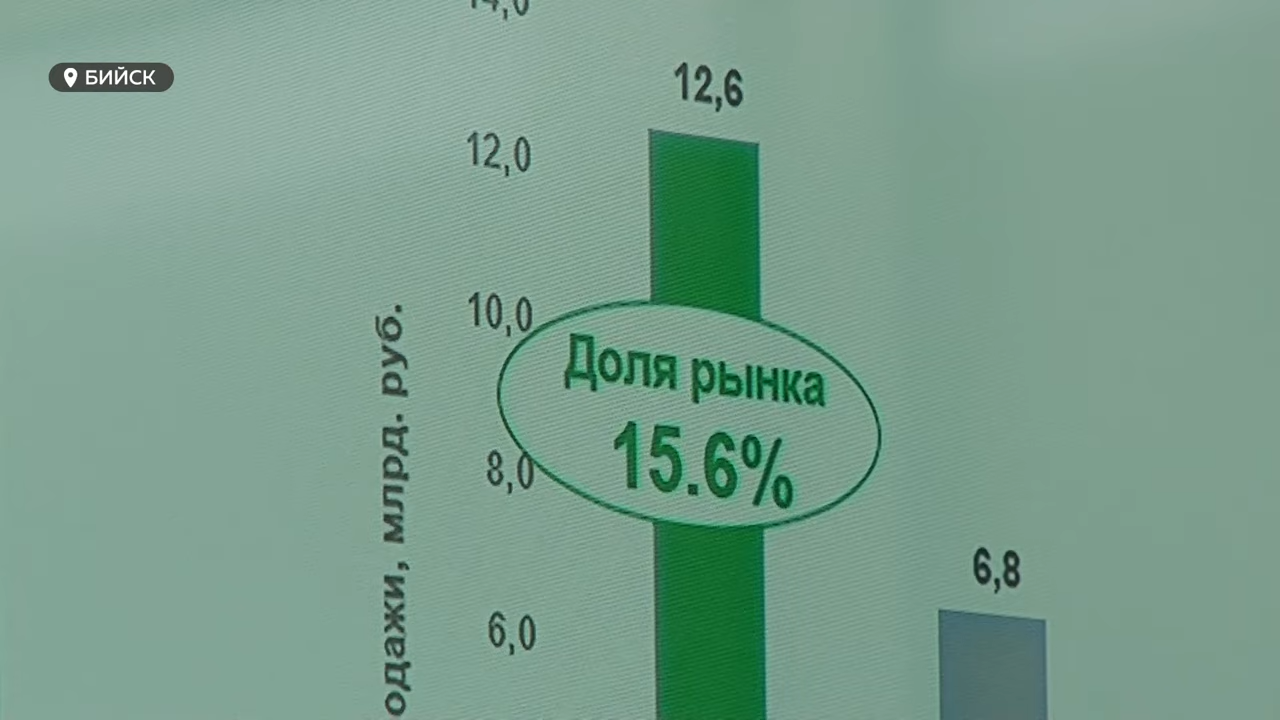 БИЙСК
12,6
12,0
10,0
Доля рынка
15.6%
8,0
6,8
6,0
млрд. руб.